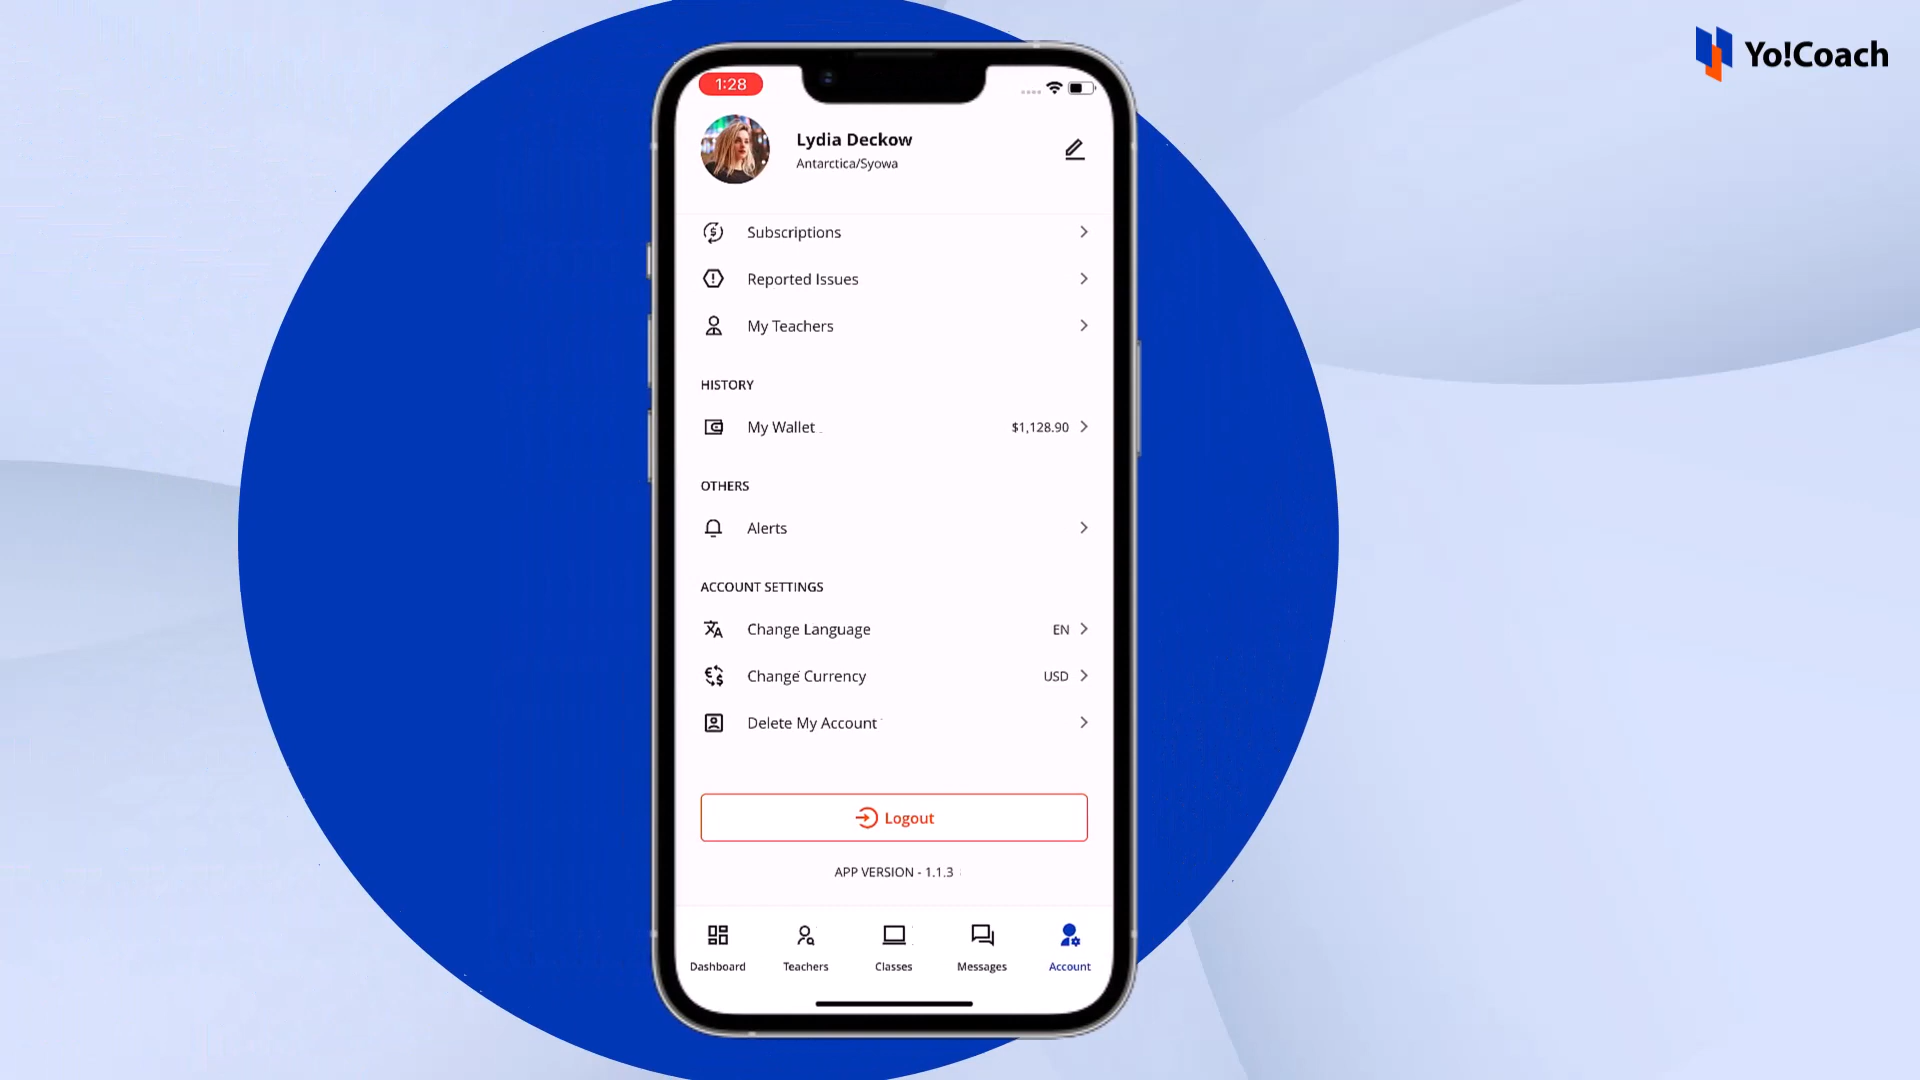 Yo!Coach
1:28
Lydia Deckow
Antarctica/Syowa
Subscriptions
Reported Issues
My Teachers
HISTORY
My Wallet $1,128.90
OTHERS
Alerts
ACCOUNT SETTINGS
Change Language EN
Change Currency USD
Delete My Account
Logout
APP VERSION - 1.1.3
Dashboard Teachers Classes Messages Account